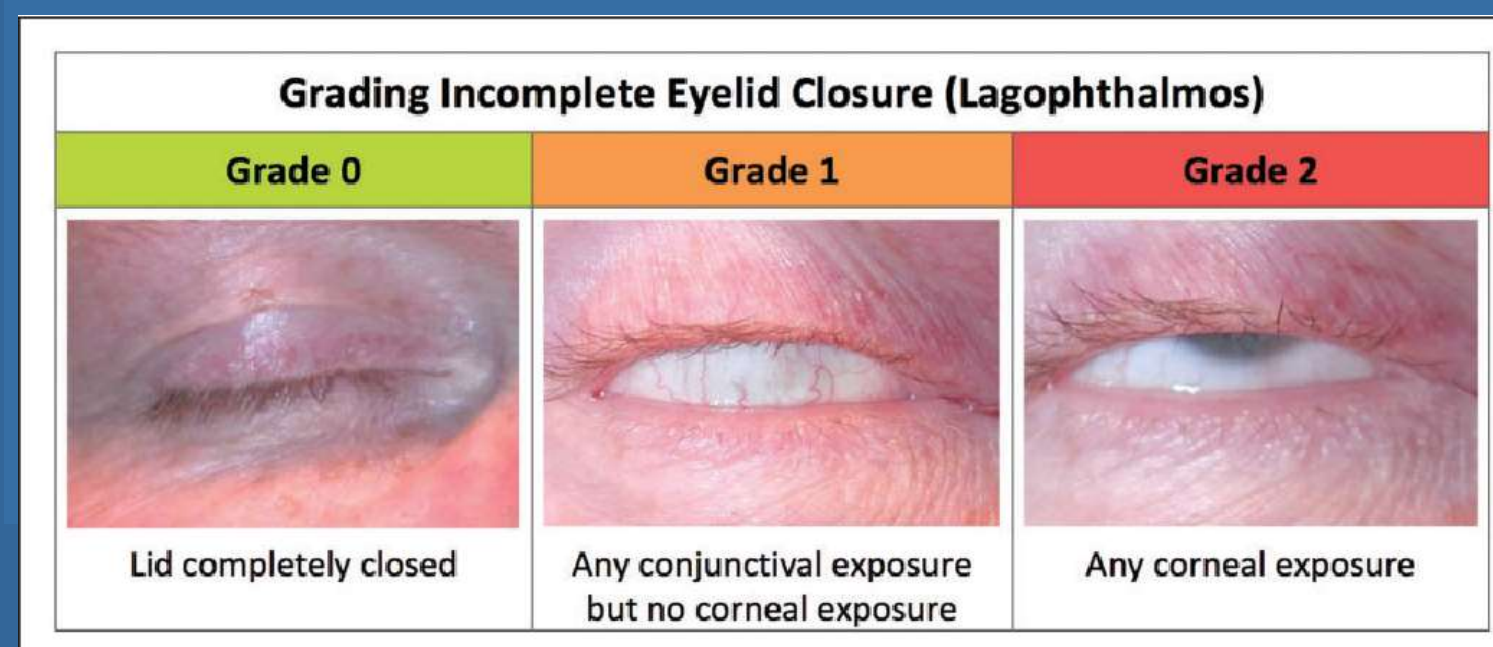 Grading Incomplete Eyelid Closure (Lagophthalmos)
Grade 0
Grade 1
Grade 2
Lid completely closed
Any conjunctival exposure
but no corneal exposure
Any corneal exposure